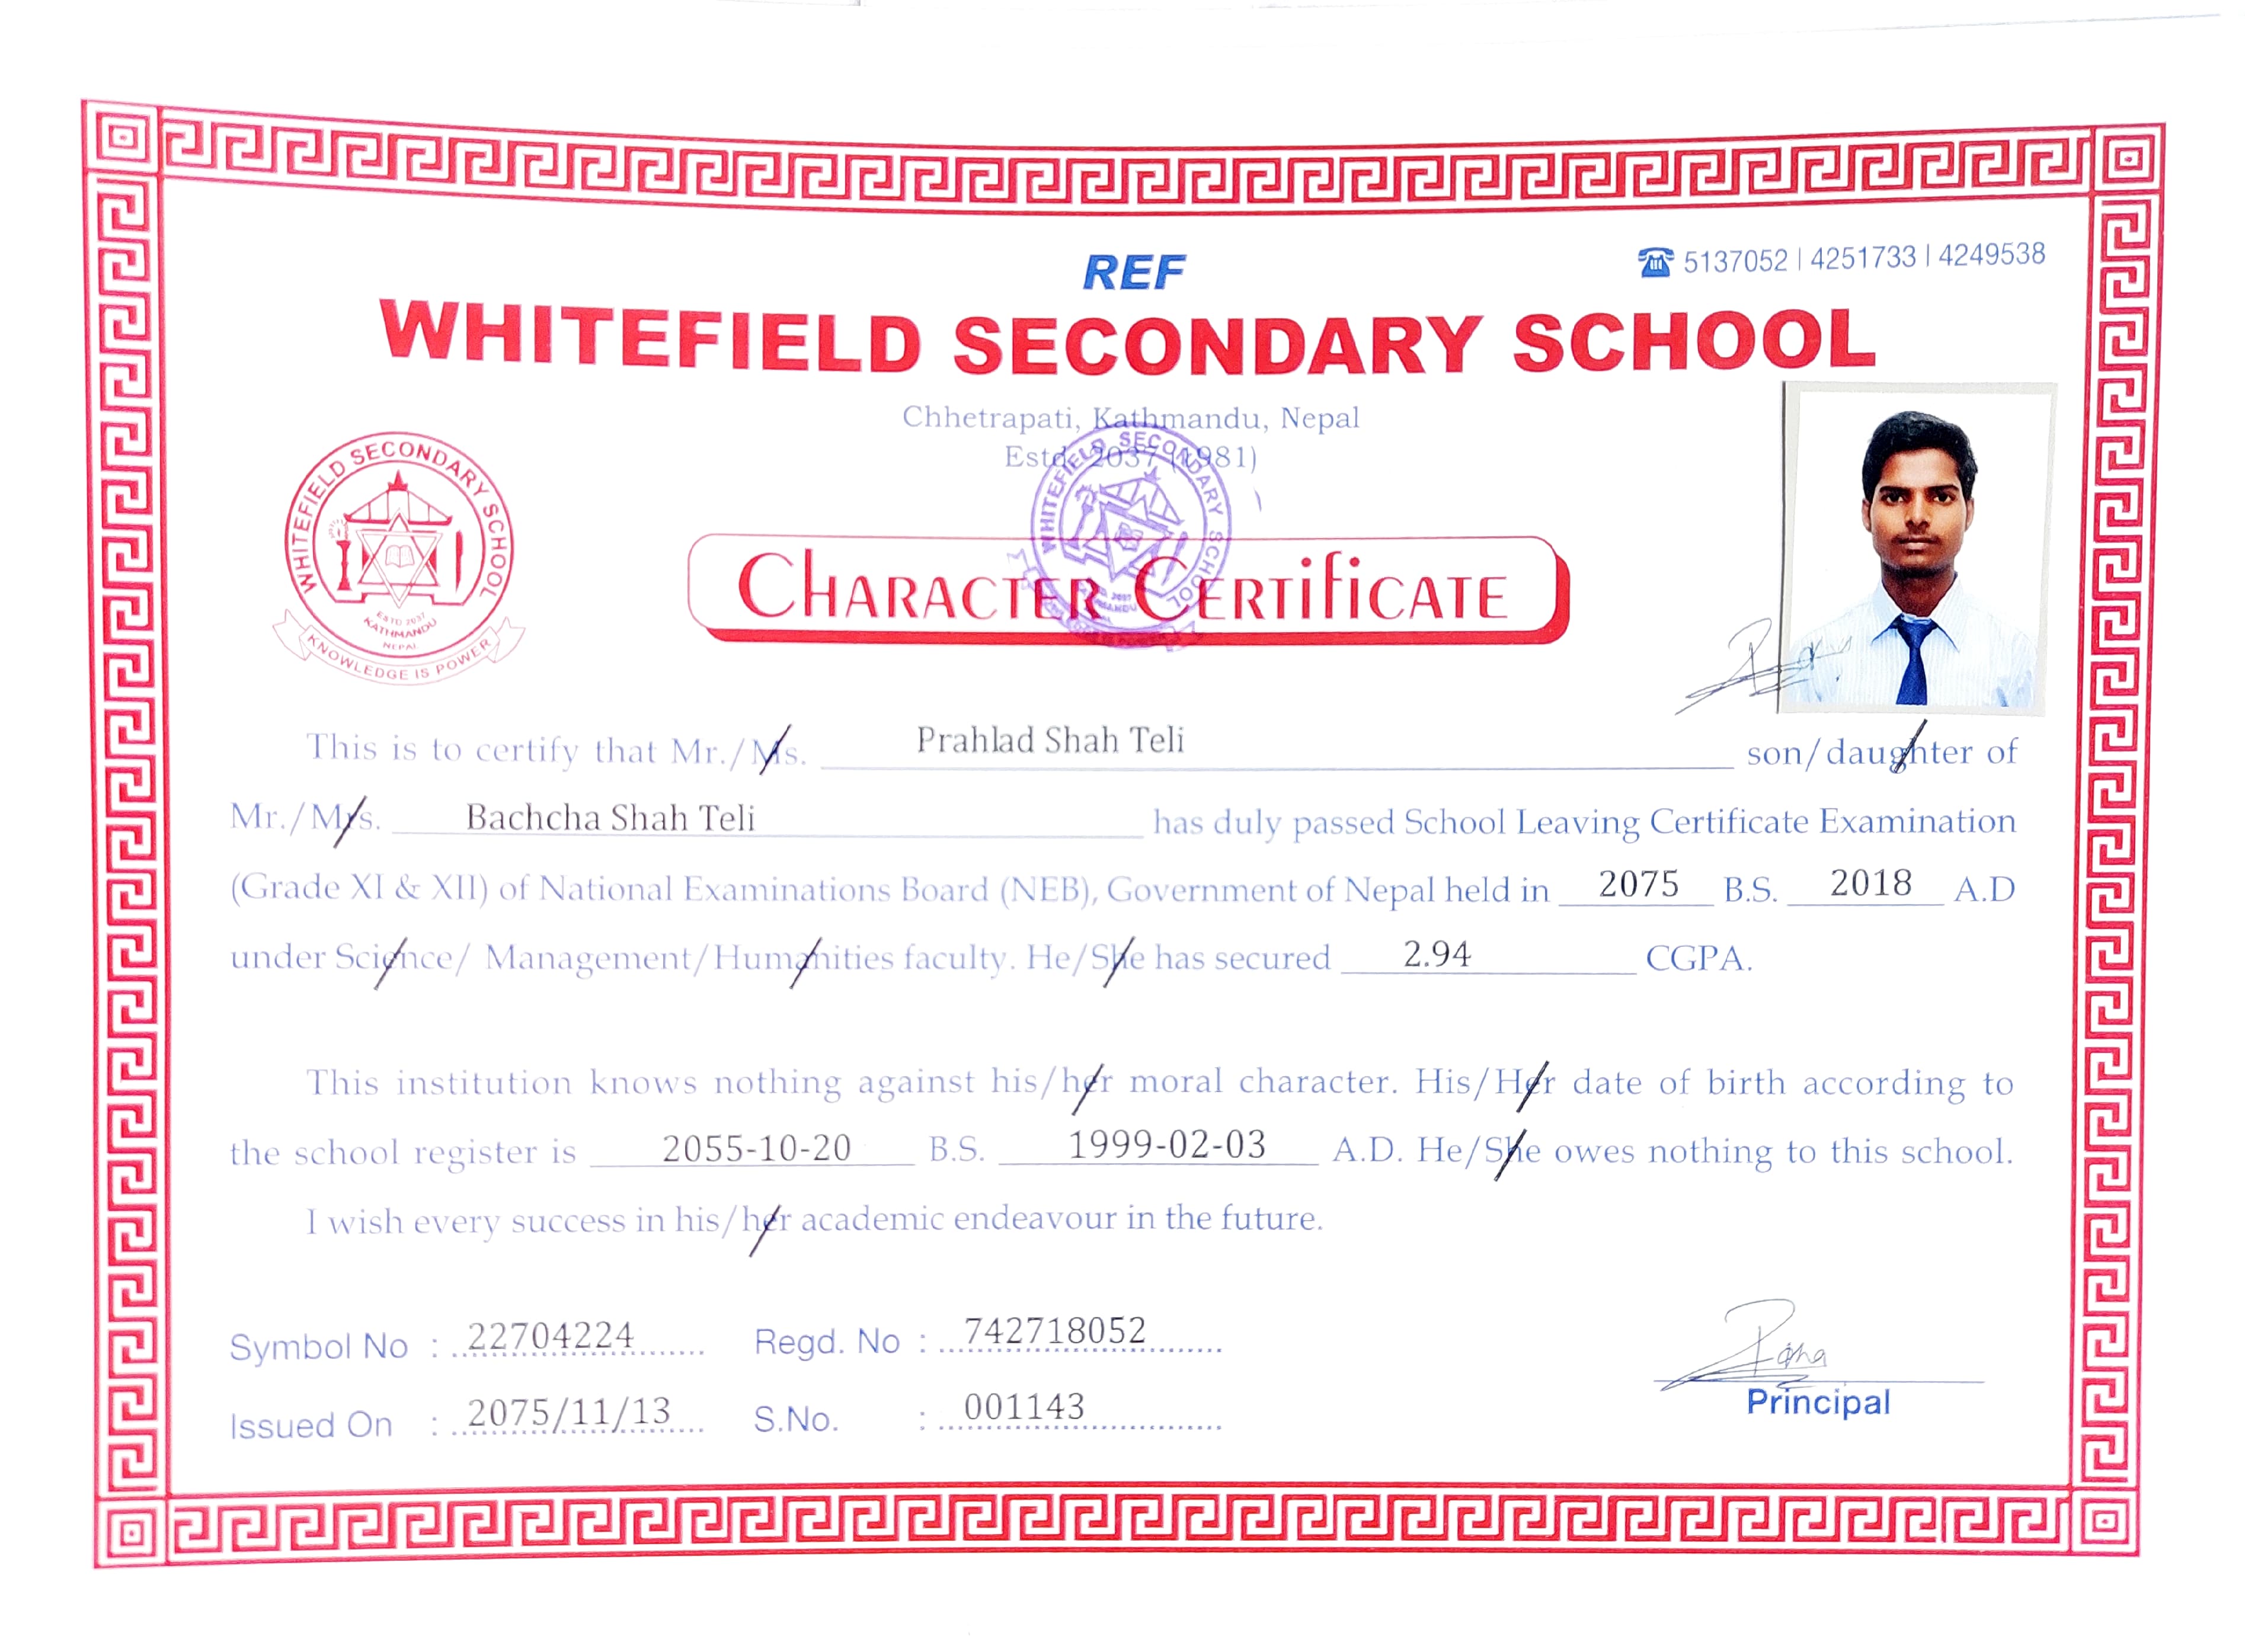 REF
5137052 | 4251733 | 4249538
WHITEFIELD SECONDARY SCHOOL
Chhetrapati, Kathmandu, Nepal
Estd. 2037 (1981)
WHITEFIELD SECONDARY SCHOOL
ESTD 2037
KATHMANDU
NEPAL
KNOWLEDGE IS POWER
WHITEFIELD SECONDARY SCHOOL
CHARACTER CERTIFICATE
This is to certify that Mr./Ms. Prahlad Shah Teli son/daughter of
Mr./Mrs. Bachcha Shah Teli has duly passed School Leaving Certificate Examination
(Grade XI & XII) of National Examinations Board (NEB), Government of Nepal held in 2075 B.S. 2018 A.D
under Science/ Management/Humanities faculty. He/She has secured 2.94 CGPA.
This institution knows nothing against his/her moral character. His/Her date of birth according to
the school register is 2055-10-20 B.S. 1999-02-03 A.D. He/She owes nothing to this school.
I wish every success in his/her academic endeavour in the future.
Symbol No : 22704224 Regd. No : 742718052
Issued On : 2075/11/13 S.No. : 001143
Principal